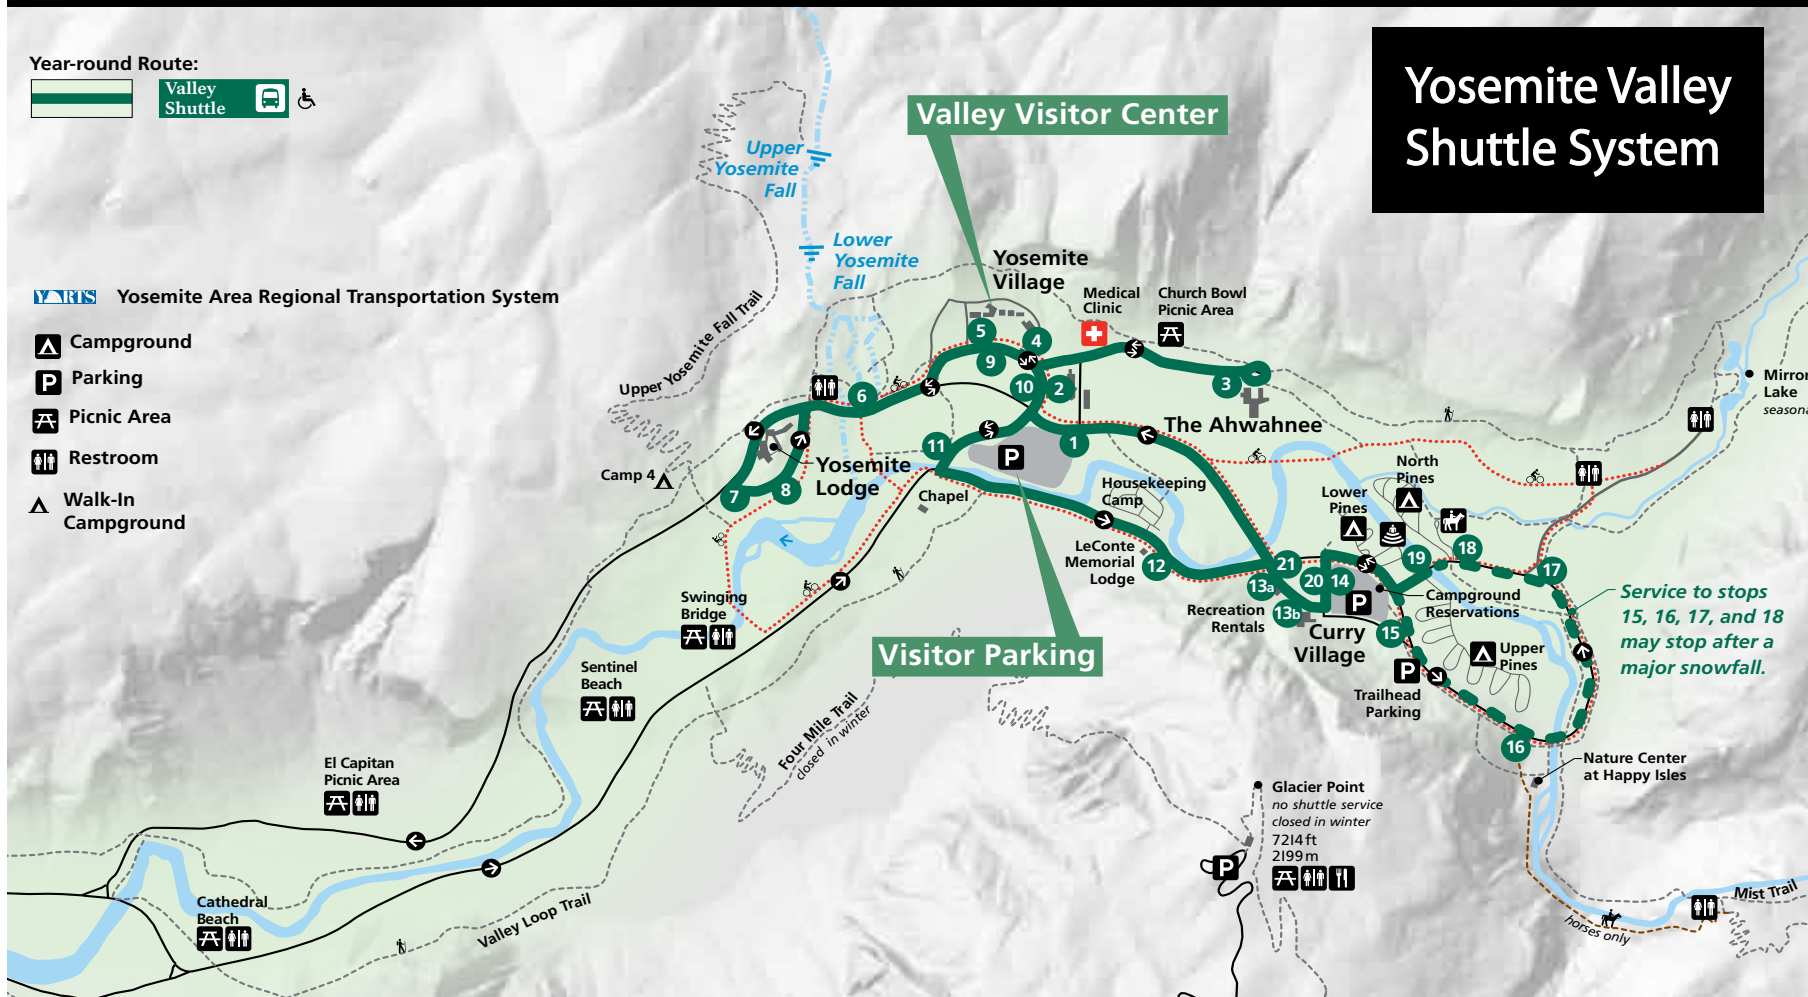 Year-round Route:
Valley
Shuttle
Yosemite Valley
Shuttle System
Valley Visitor Center
Upper
Yosemite
Fall
Lower
Yosemite
Fall
Yosemite
Village
Medical
Clinic
Church Bowl
Picnic Area
YARTS Yosemite Area Regional Transportation System
Campground
P Parking
Picnic Area
Restroom
Walk-In
Campground
Upper Yosemite Fall Trail
5
4
9
6
10
2
3
Mirror
Lake
The Ahwahnee
11
1
P
Yosemite
Lodge
Camp 4
7
8
Chapel
Housekeeping
Camp
North
Pines
Lower
Pines
LeConte
Memorial
Lodge
12
21
19
18
17
13a
20
14
P
13b
Recreation
Rentals
Campground
Reservations
Curry
Village
15
Service to stops
15, 16, 17, and 18
may stop after a
major snowfall.
Swinging
Bridge
Visitor Parking
Upper
Pines
P
Trailhead
Parking
Sentinel
Beach
Four Mile Trail
closed in winter
16
Nature Center
at Happy Isles
El Capitan
Picnic Area
Glacier Point
no shuttle service
closed in winter
7214 ft
2199 m
P
Cathedral
Beach
Valley Loop Trail
Mist Trail
horses only